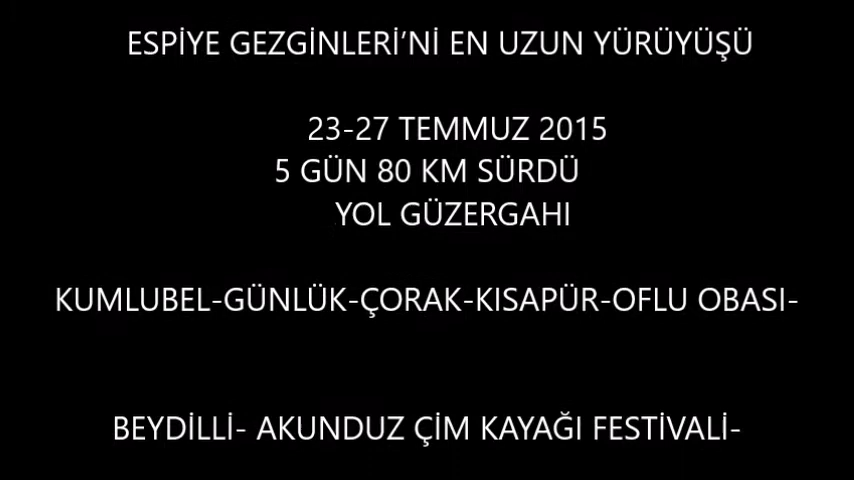 ESPİYE GEZGİNLERİ’Nİ EN UZUN YÜRÜYÜŞÜ
23-27 TEMMUZ 2015
5 GÜN 80 KM SÜRDÜ
YOL GÜZERGAHI
KUMLUBEL-GÜNLÜK-ÇORAK-KISAPÜR-OFLU OBASI-
BEYDİLLİ- AKUNDUZ ÇİM KAYAĞI FESTİVALİ-